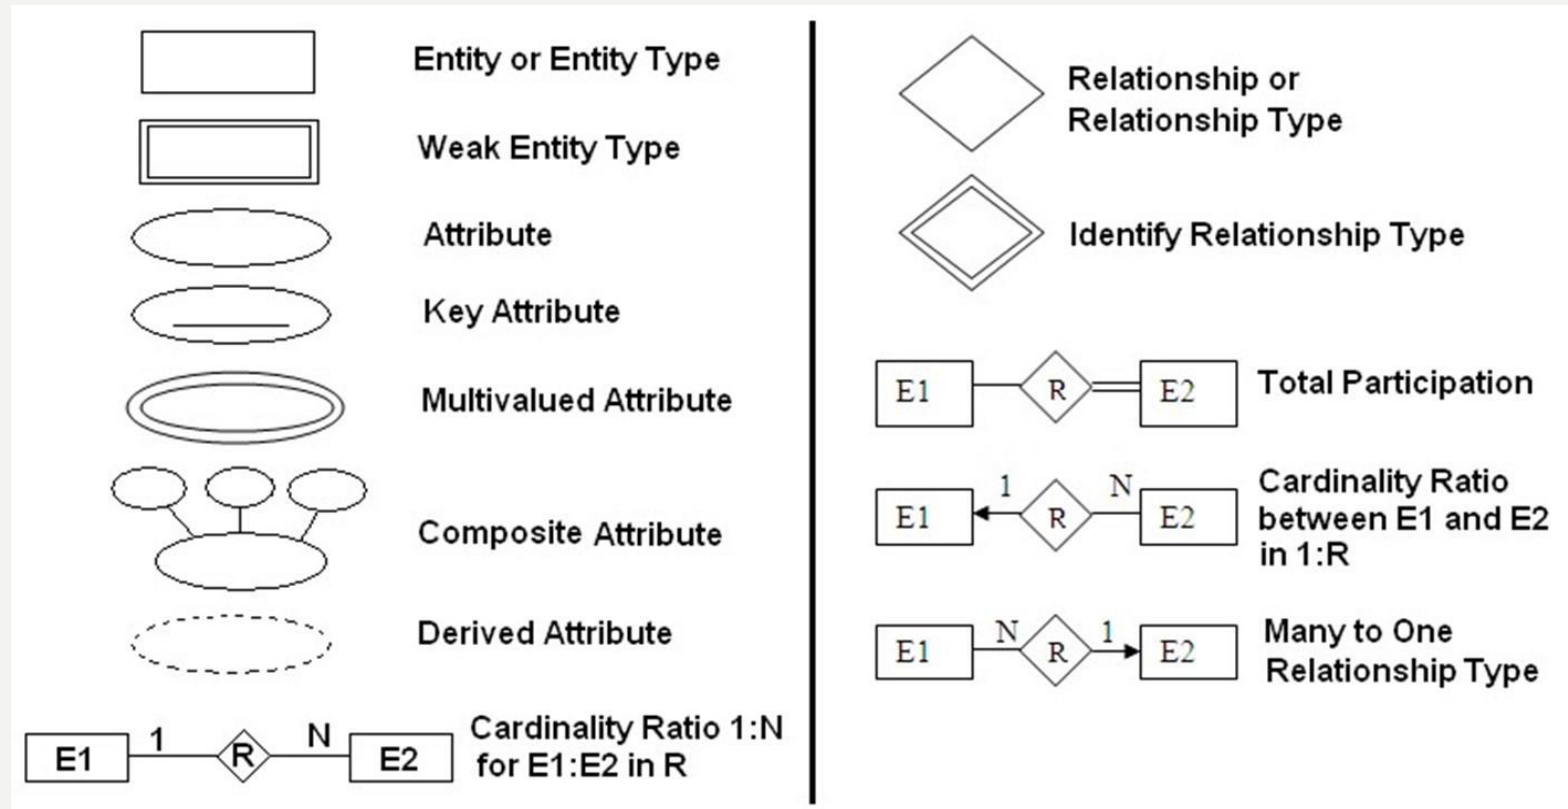 Entity or Entity Type
Weak Entity Type
Attribute
Key Attribute
Multivalued Attribute
Composite Attribute
Derived Attribute
E1 1 R N E2
Cardinality Ratio 1:N
for E1:E2 in R
Relationship or
Relationship Type
Identify Relationship Type
E1 R E2 Total Participation
E1 1 R N E2
Cardinality Ratio
between E1 and E2
in 1:R
E1 N R 1 E2
Many to One
Relationship Type